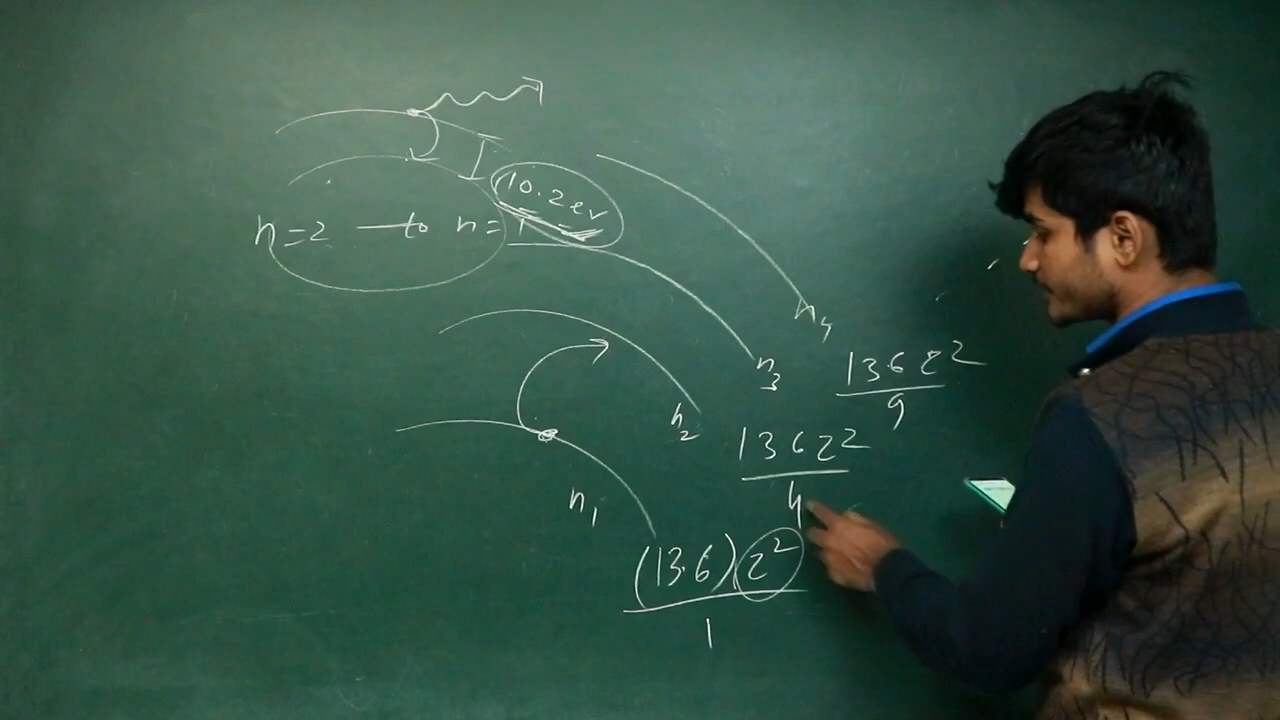 10.2 ev
n=2 — to n= 1
n4
n3
13.6 z²
9
n2
13 6 z²
4
n1
(13.6) z²
1